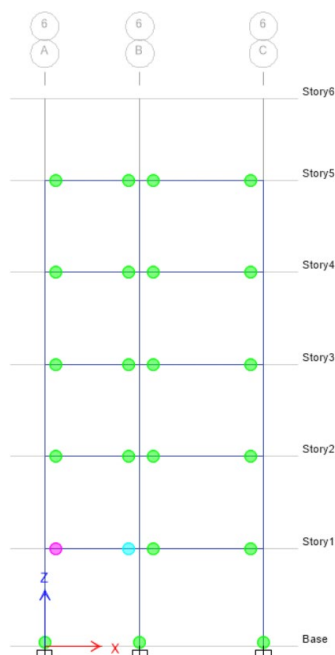 6 6 6
A B C
Story6
Story5
Story4
Story3
Story2
Story1
Z
X
Base